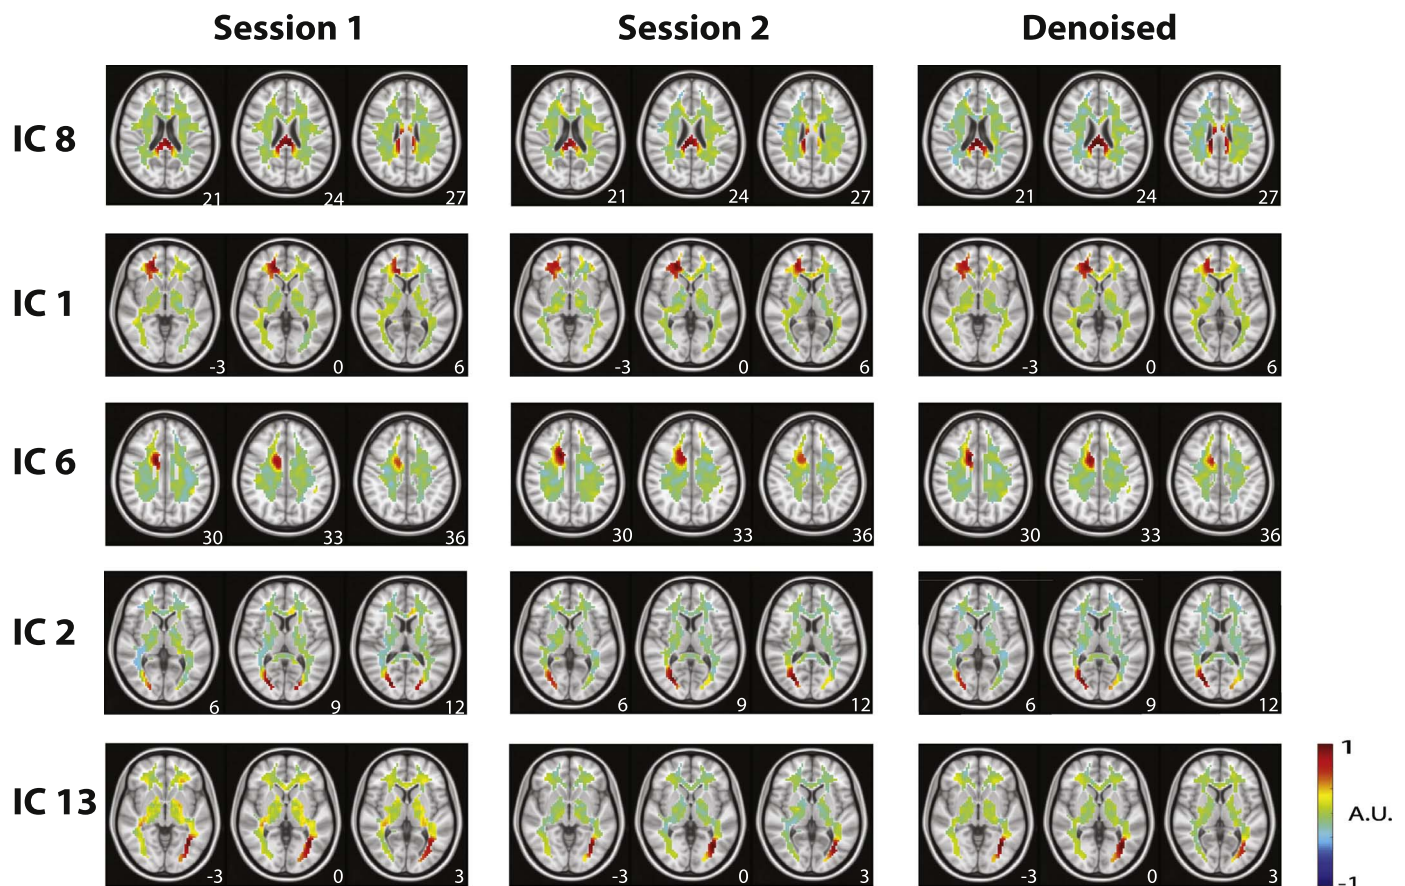 Session 1 Session 2 Denoised
IC 8
21 24 27 21 24 27 21 24 27
IC 1
-3 0 6 -3 0 6 -3 0 6
IC 6
30 33 36 30 33 36 30 33 36
IC 2
6 9 12 6 9 12 6 9 12
1
IC 13
A.U.
-3 0 3 -3 0 3 -3 0 3
-1